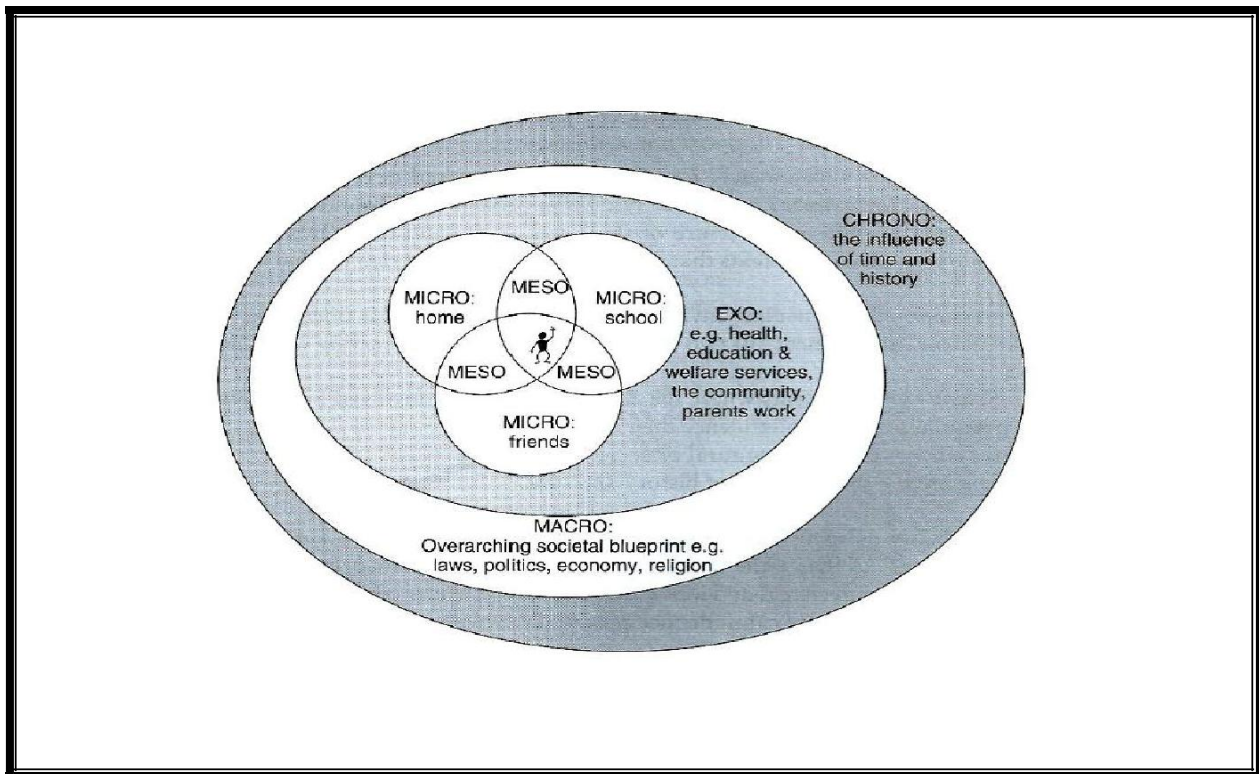 CHRONO:
the influence
of time and
history
MESO
MICRO:
home
MICRO:
school
EXO:
e.g. health,
education &
welfare services,
the community,
parents work
MESO
MESO
MICRO:
friends
MACRO:
Overarching societal blueprint e.g.
laws, politics, economy, religion